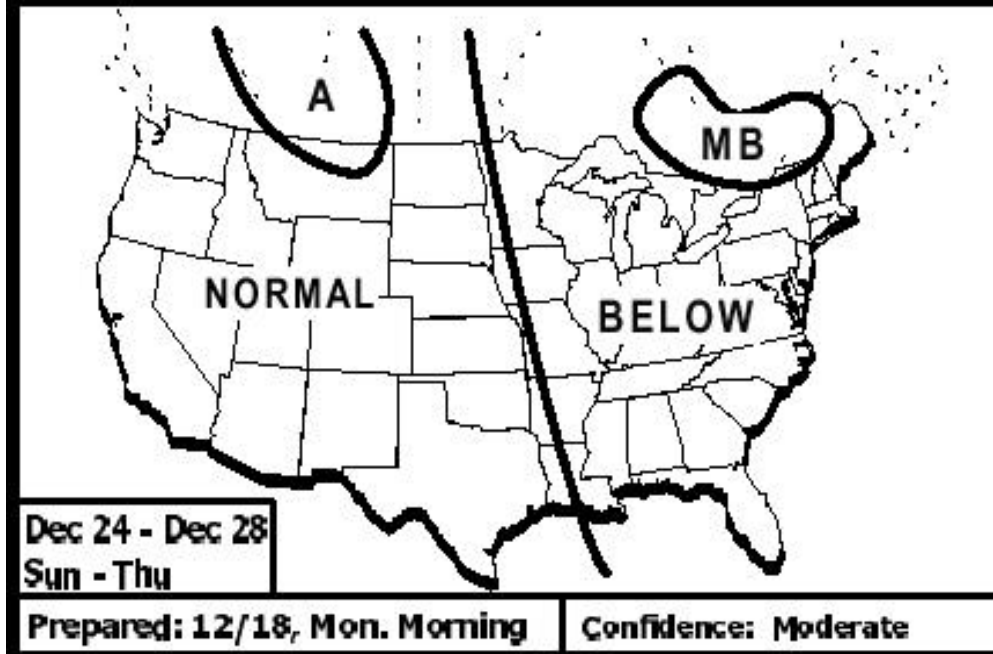 A
MB
NORMAL
BELOW
Dec 24 - Dec 28
Sun - Thu
Prepared: 12/18, Mon. Morning
Confidence: Moderate